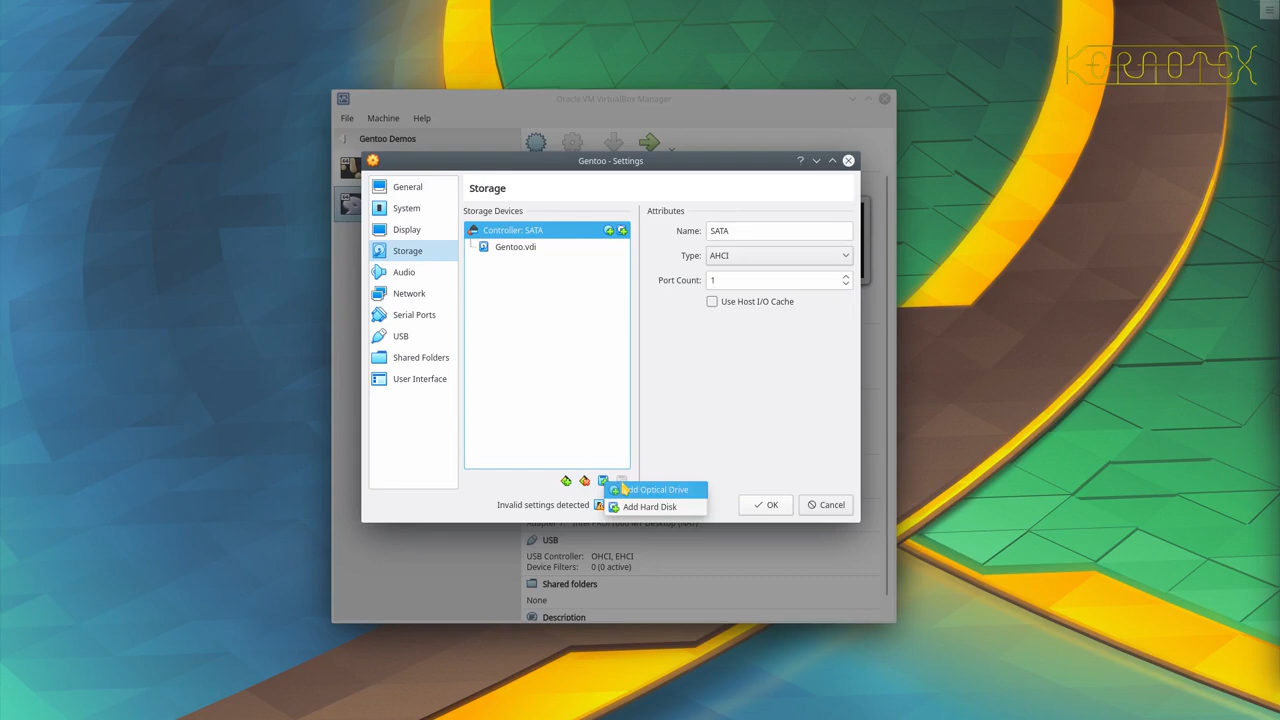 KERNOTEX
Oracle VM VirtualBox Manager
File Machine Help
Gentoo Demos
Gentoo - Settings
General
System
Display
Storage
Audio
Network
Serial Ports
USB
Shared Folders
User Interface
Storage
Storage Devices
Controller: SATA
Gentoo.vdi
Attributes
Name: SATA
Type: AHCI
Port Count: 1
Use Host I/O Cache
Add Optical Drive
Add Hard Disk
Invalid settings detected
OK
Cancel
USB
USB Controller: OHCI, EHCI
Device Filters: 0 (0 active)
Shared folders
None
Description